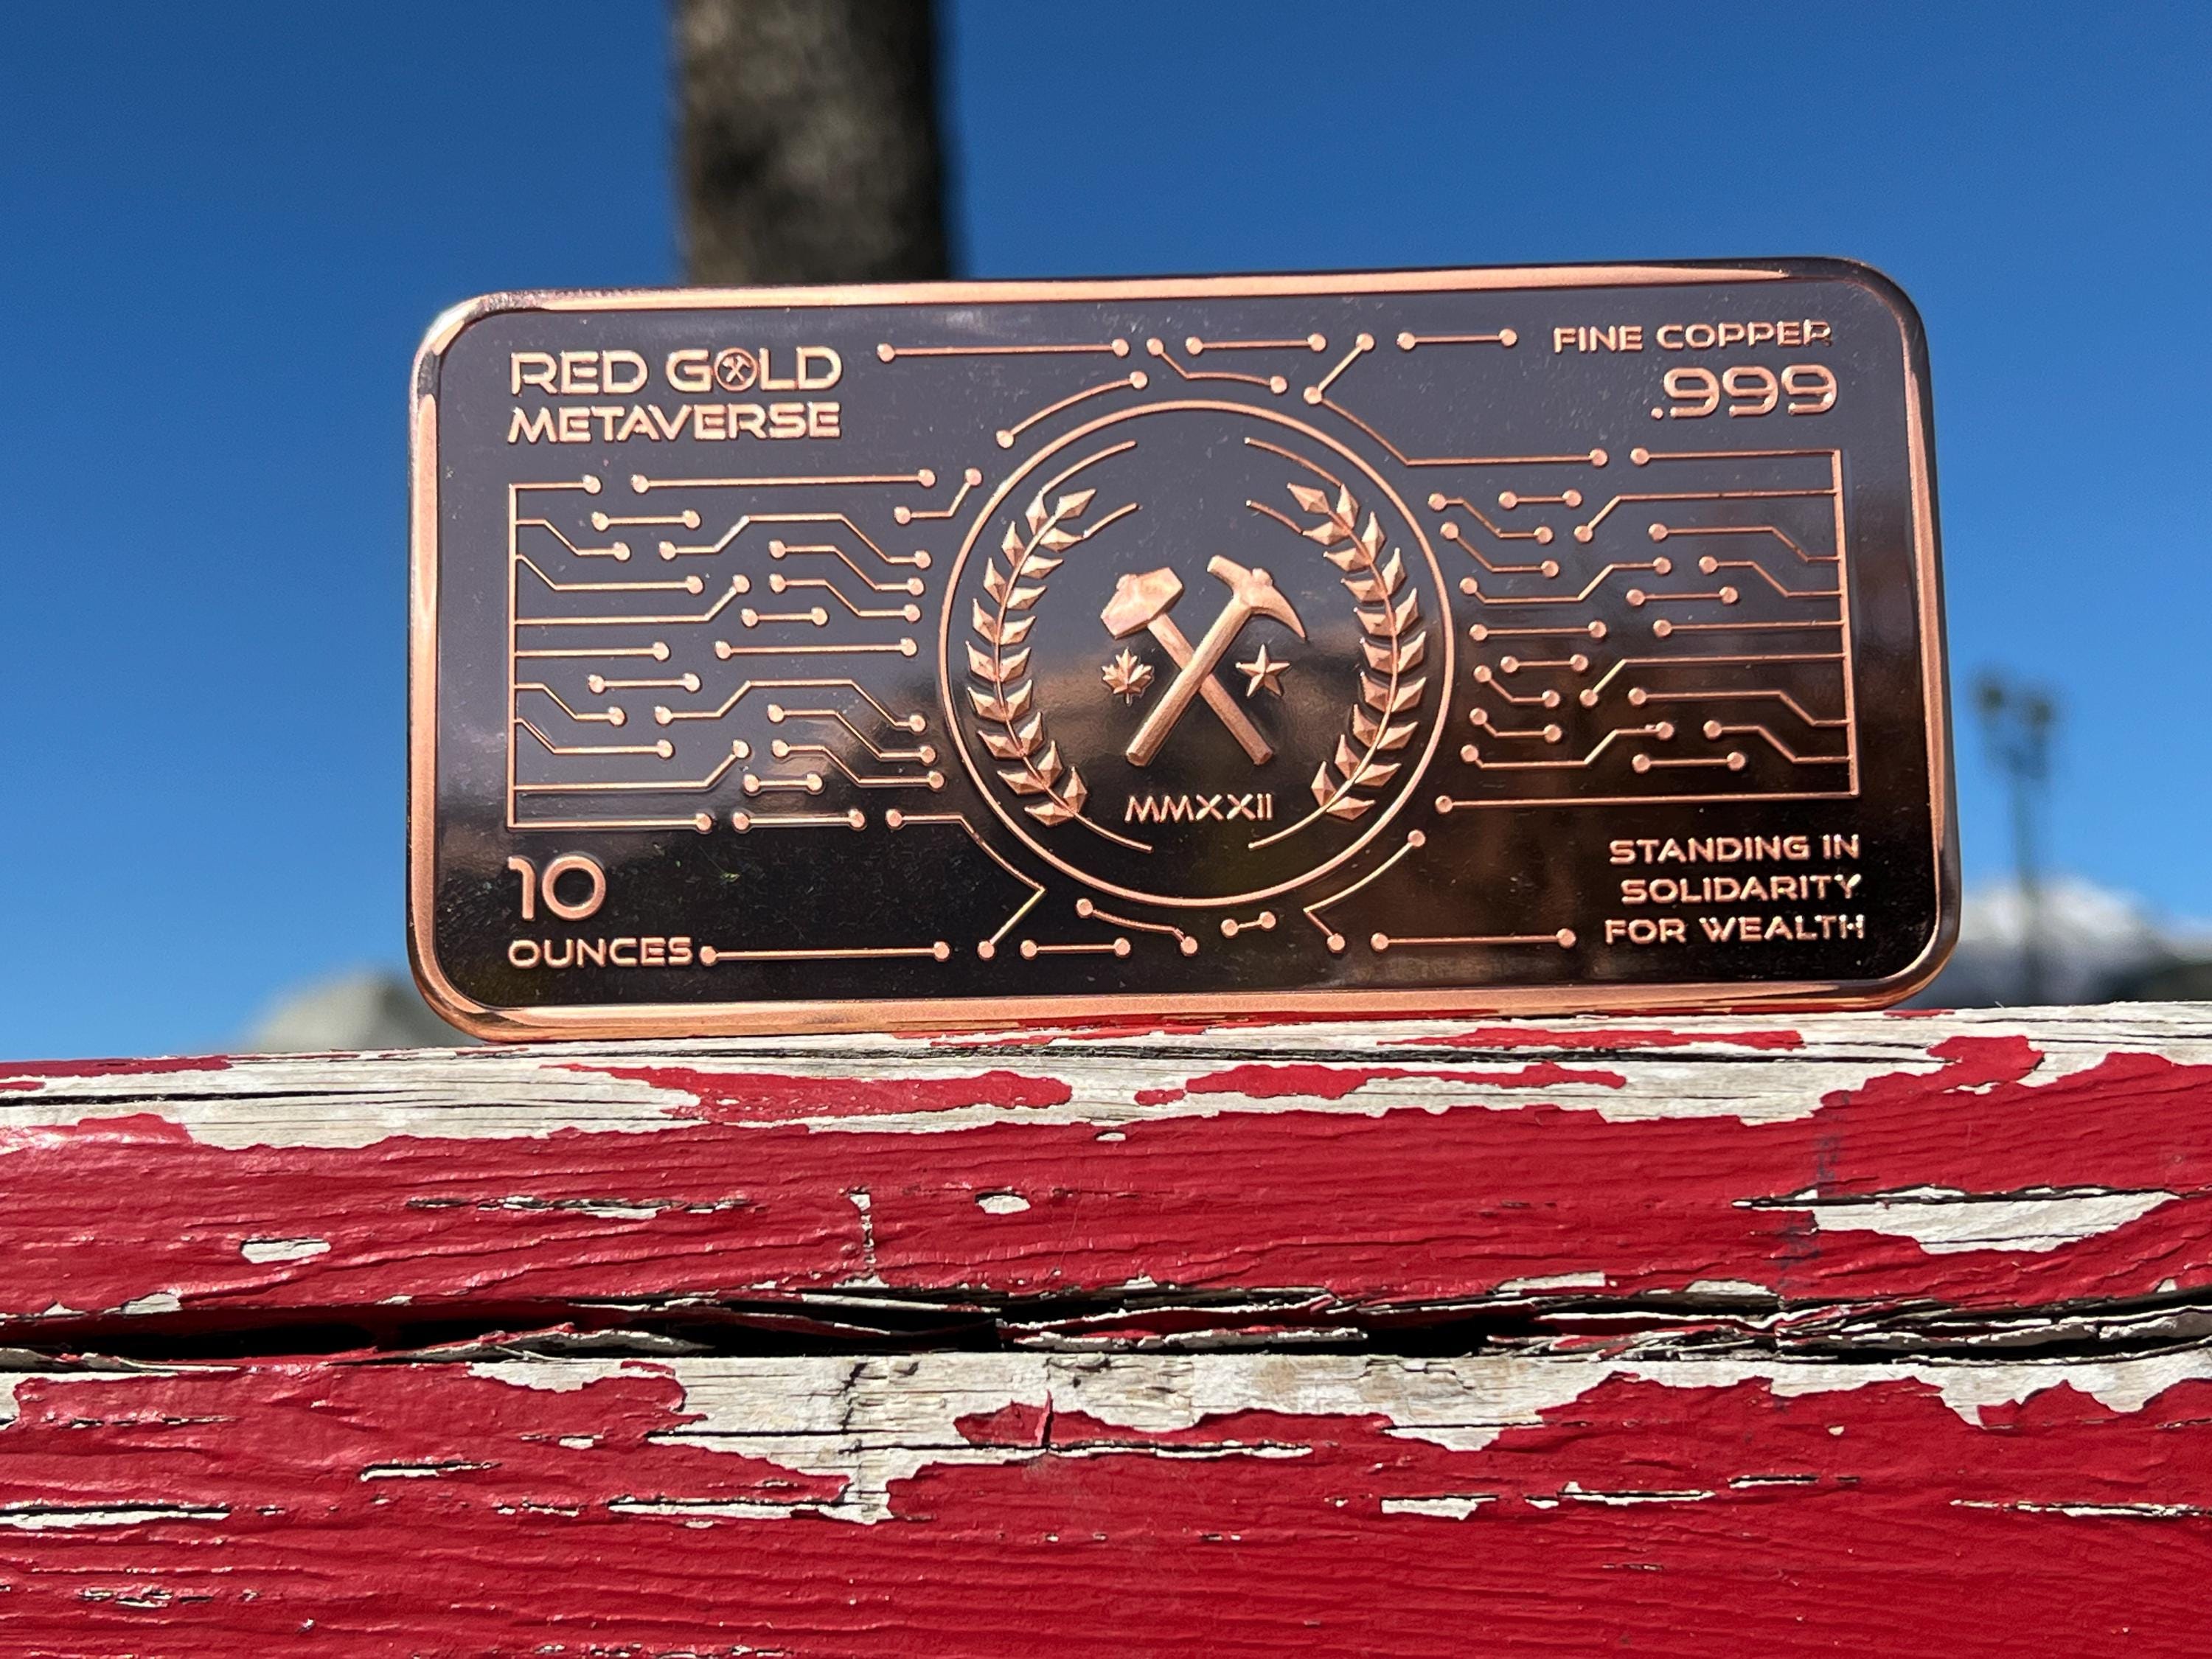 RED GOLD
METAVERSE
FINE COPPER
.999
MMXXII
10
OUNCES
STANDING IN
SOLIDARITY
FOR WEALTH